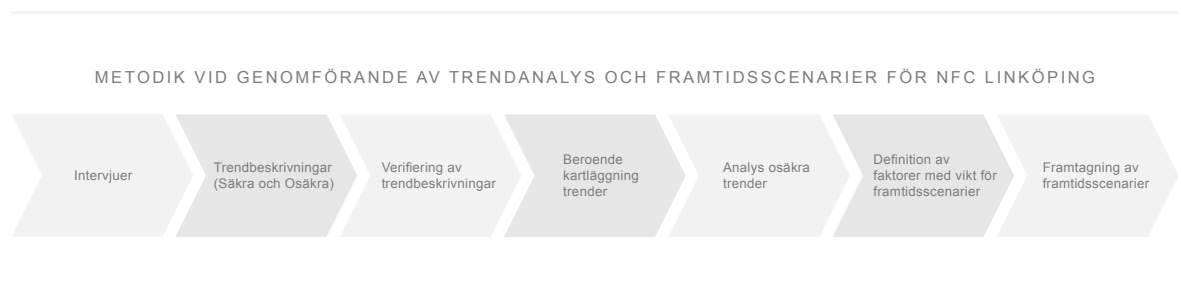 METODIK VID GENOMFÖRANDE AV TRENDANALYS OCH FRAMTIDSSCENARIER FÖR NFC LINKÖPING
Intervjuer
Trendbeskrivningar
(Säkra och Osäkra)
Verifiering av
trendbeskrivningar
Beroende
kartläggning
trender
Analys osäkra
trender
Definition av
faktorer med vikt för
framtidsscenarier
Framtagning av
framtidsscenarier